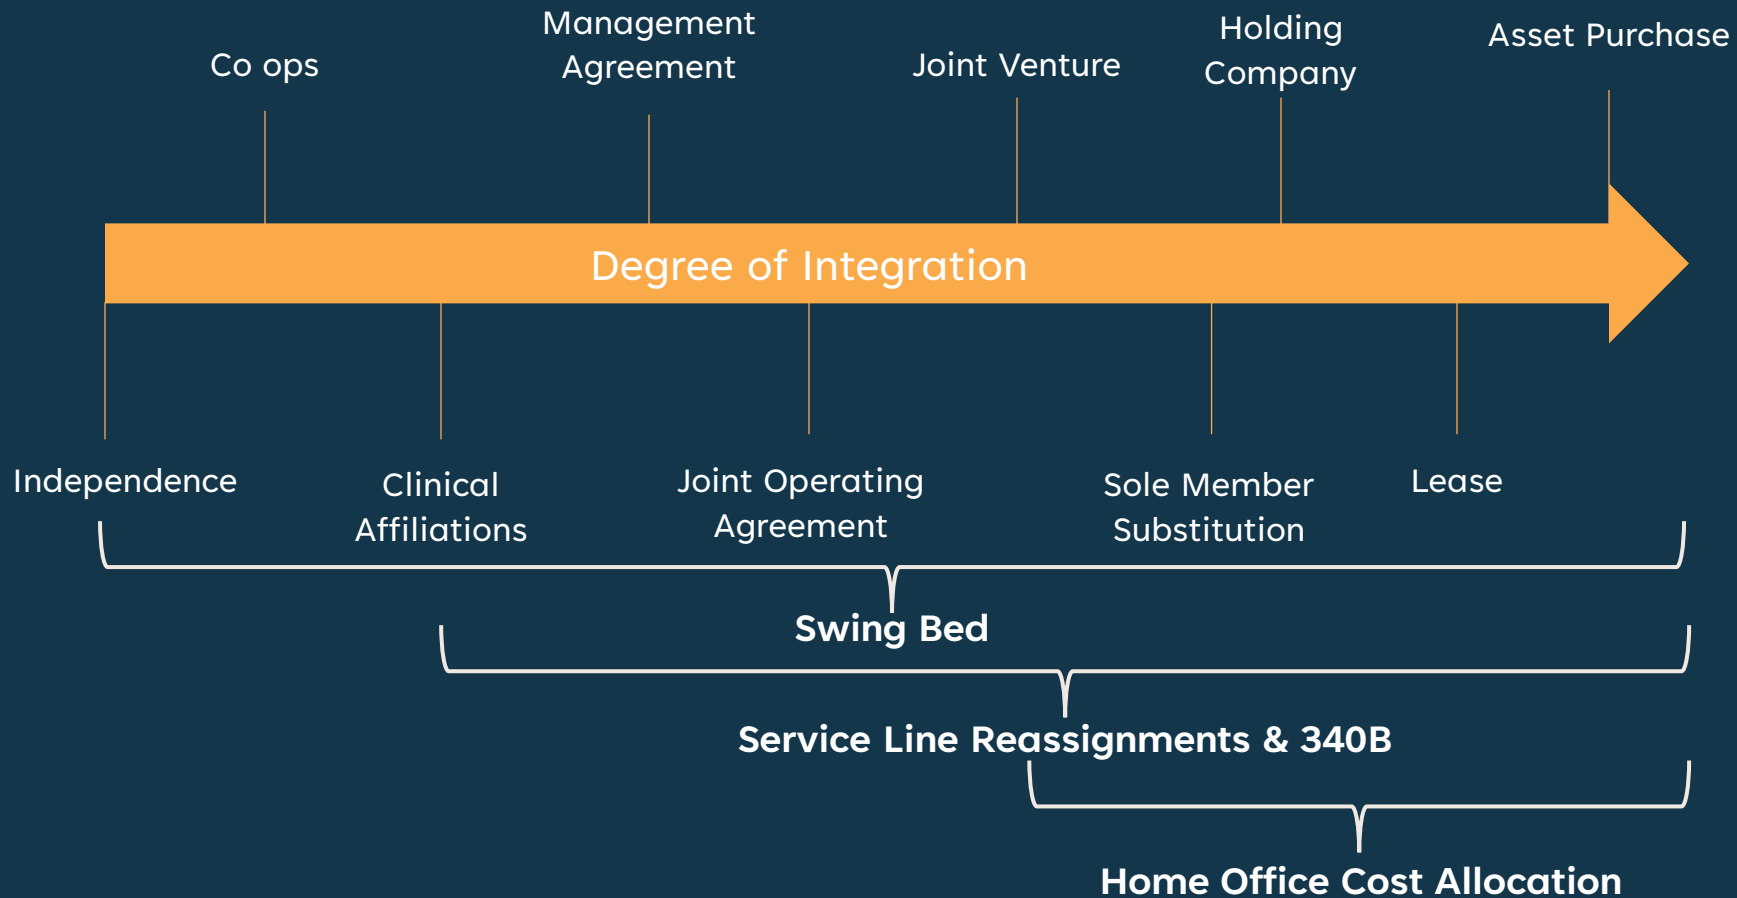 Co ops
Management
Agreement
Joint Venture
Holding
Company
Asset Purchase
Degree of Integration
Independence
Clinical
Affiliations
Joint Operating
Agreement
Sole Member
Substitution
Lease
Swing Bed
Service Line Reassignments & 340B
Home Office Cost Allocation